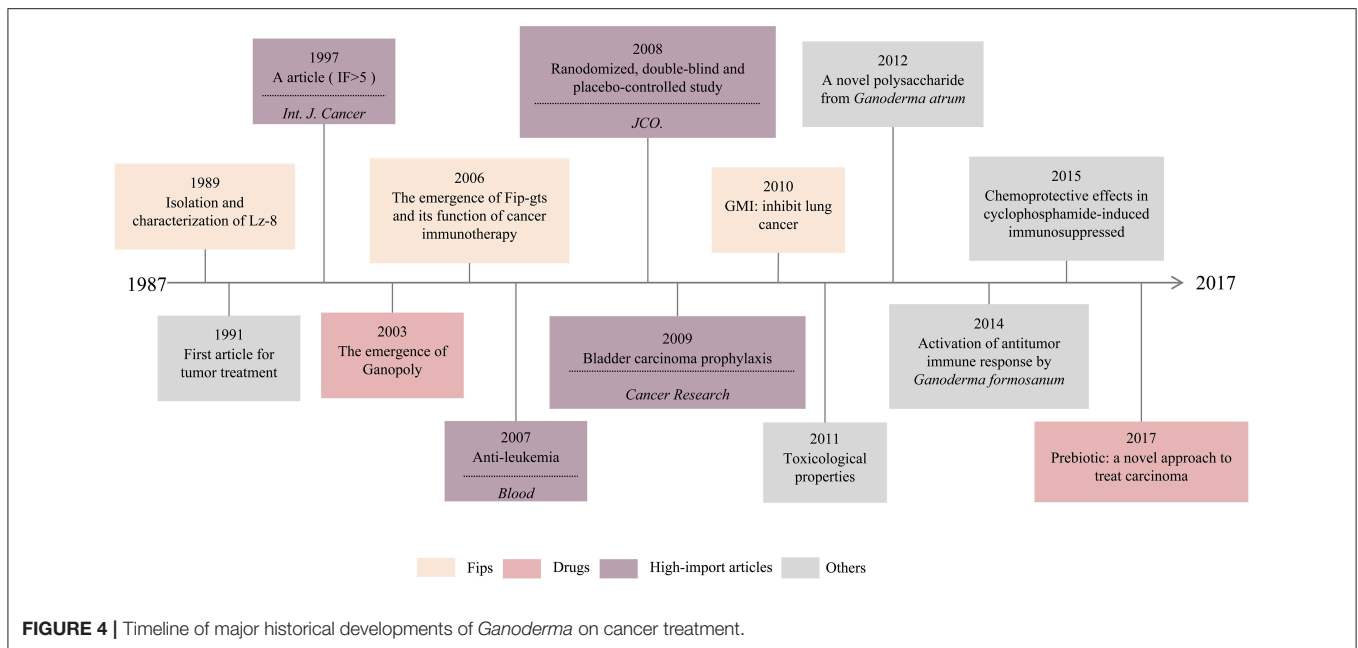 1997
A article ( IF>5 )
Int. J. Cancer
2008
Ranodomized, double-blind and
placebo-controlled study
JCO.
2012
A novel polysaccharide
from Ganoderma atrum
1989
Isolation and
characterization of Lz-8
2006
The emergence of Fip-gts
and its function of cancer
immunotherapy
2010
GMI: inhibit lung
cancer
2015
Chemoprotective effects in
cyclophosphamide-induced
immunosuppressed
1987
2017
1991
First article for
tumor treatment
2003
The emergence of
Ganopoly
2009
Bladder carcinoma prophylaxis
Cancer Research
2014
Activation of antitumor
immune response by
Ganoderma formosanum
2007
Anti-leukemia
Blood
2011
Toxicological
properties
2017
Prebiotic: a novel approach to
treat carcinoma
Fips
Drugs
High-import articles
Others
FIGURE 4 | Timeline of major historical developments of Ganoderma on cancer treatment.